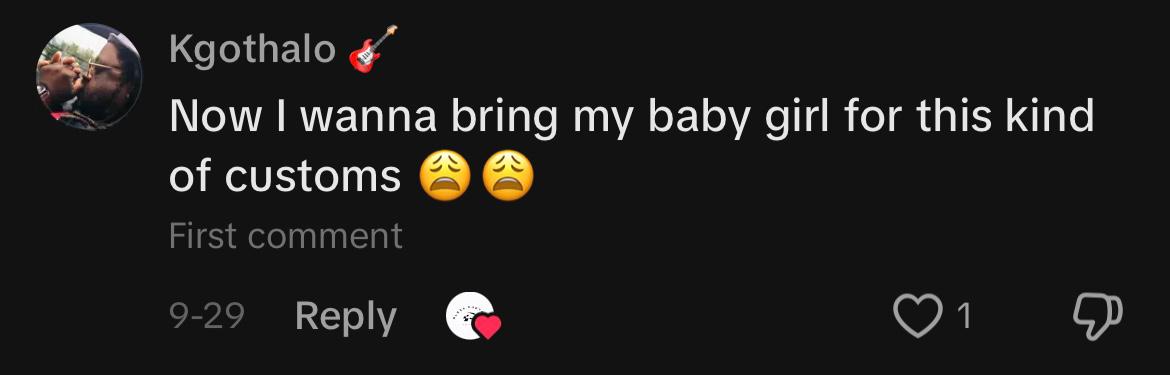 Kgothalo 🎸
Now I wanna bring my baby girl for this kind
of customs 😩😩
First comment
9-29 Reply 1